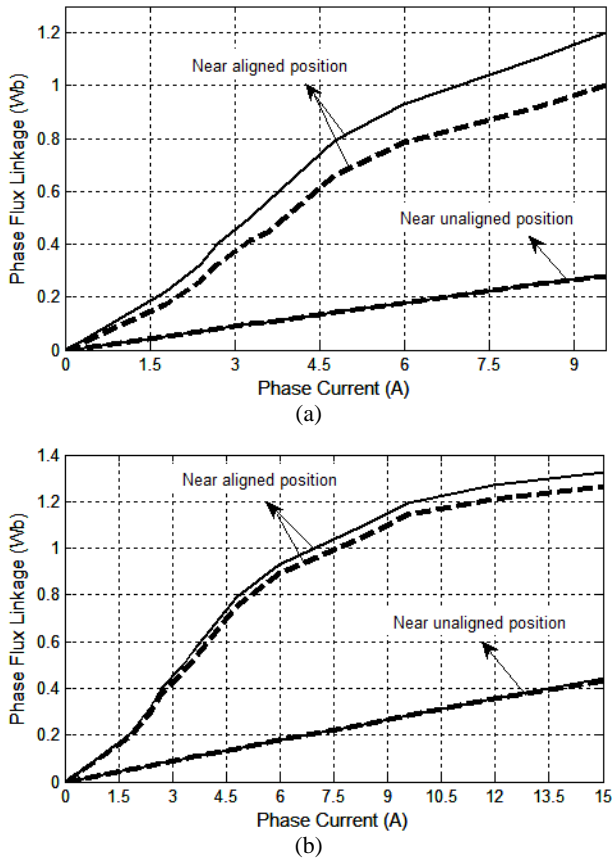 1.2
1
0.8
0.6
0.4
0.2
0
Phase Flux Linkage (Wb)
Near aligned position
Near unaligned position
0 1.5 3 4.5 6 7.5 9
Phase Current (A)
(a)
1.4
1.2
1
0.8
0.6
0.4
0.2
0
Phase Flux Linkage (Wb)
Near aligned position
Near unaligned position
0 1.5 3 4.5 6 7.5 9 10.5 12 13.5 15
Phase Current (A)
(b)